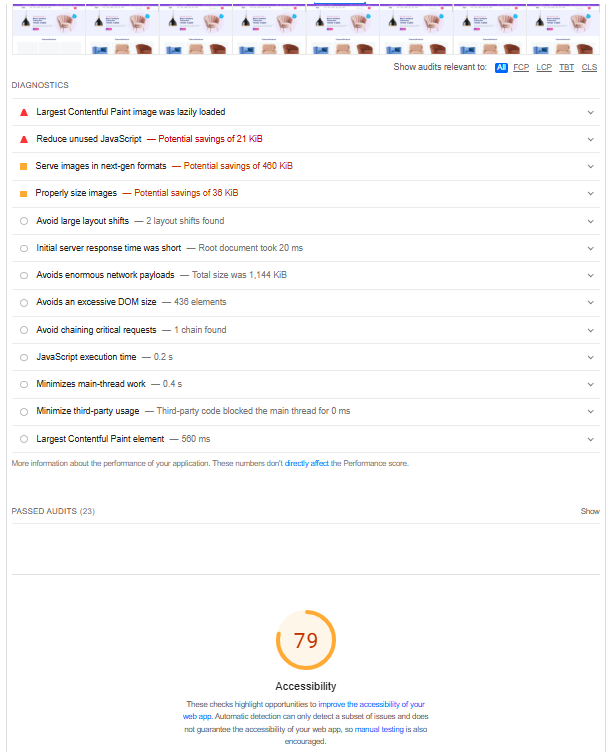 Show audits relevant to: All FCP LCP TBT CLS
DIAGNOSTICS
Largest Contentful Paint image was lazily loaded
Reduce unused JavaScript — Potential savings of 21 KiB
Serve images in next-gen formats — Potential savings of 460 KiB
Properly size images — Potential savings of 36 KiB
Avoid large layout shifts — 2 layout shifts found
Initial server response time was short — Root document took 20 ms
Avoids enormous network payloads — Total size was 1,144 KiB
Avoids an excessive DOM size — 436 elements
Avoid chaining critical requests — 1 chain found
JavaScript execution time — 0.2 s
Minimizes main-thread work — 0.4 s
Minimize third-party usage — Third-party code blocked the main thread for 0 ms
Largest Contentful Paint element — 560 ms
More information about the performance of your application. These numbers don't directly affect the Performance score.
PASSED AUDITS (23) Show
79
Accessibility
These checks highlight opportunities to improve the accessibility of your
web app. Automatic detection can only detect a subset of issues and does
not guarantee the accessibility of your web app, so manual testing is also
encouraged.